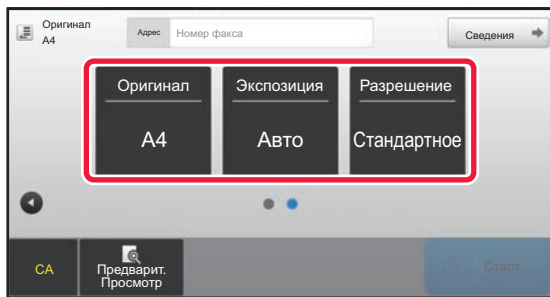 Оригинал
A4
Адрес
Номер факса
Сведения
Оригинал
Экспозиция
Разрешение
A4
Авто
Стандартное
CA
Предварит.
Просмотр
Старт